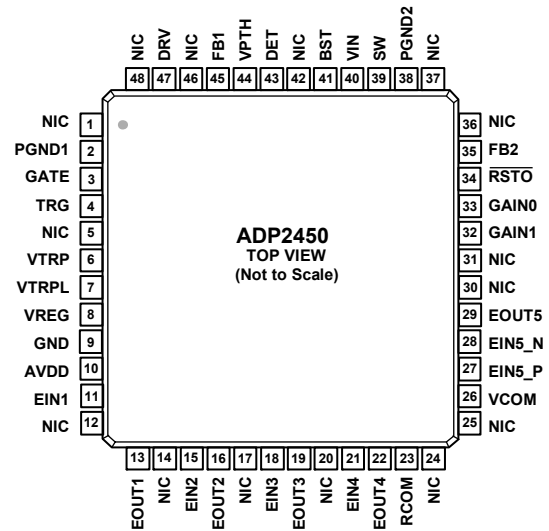 NIC DRV NIC FB1 VPTH DET NIC BST VIN SW PGND2 NIC
48 47 46 45 44 43 42 41 40 39 38 37
NIC 1
PGND1 2
GATE 3
TRG 4
NIC 5
VTRP 6
VTRPL 7
VREG 8
GND 9
AVDD 10
EIN1 11
NIC 12
ADP2450
TOP VIEW
(Not to Scale)
36 NIC
35 FB2
34 RSTO
33 GAIN0
32 GAIN1
31 NIC
30 NIC
29 EOUT5
28 EIN5_N
27 EIN5_P
26 VCOM
25 NIC
13 14 15 16 17 18 19 20 21 22 23 24
EOUT1 NIC EIN2 EOUT2 NIC EIN3 EOUT3 NIC EIN4 EOUT4 RCOM NIC